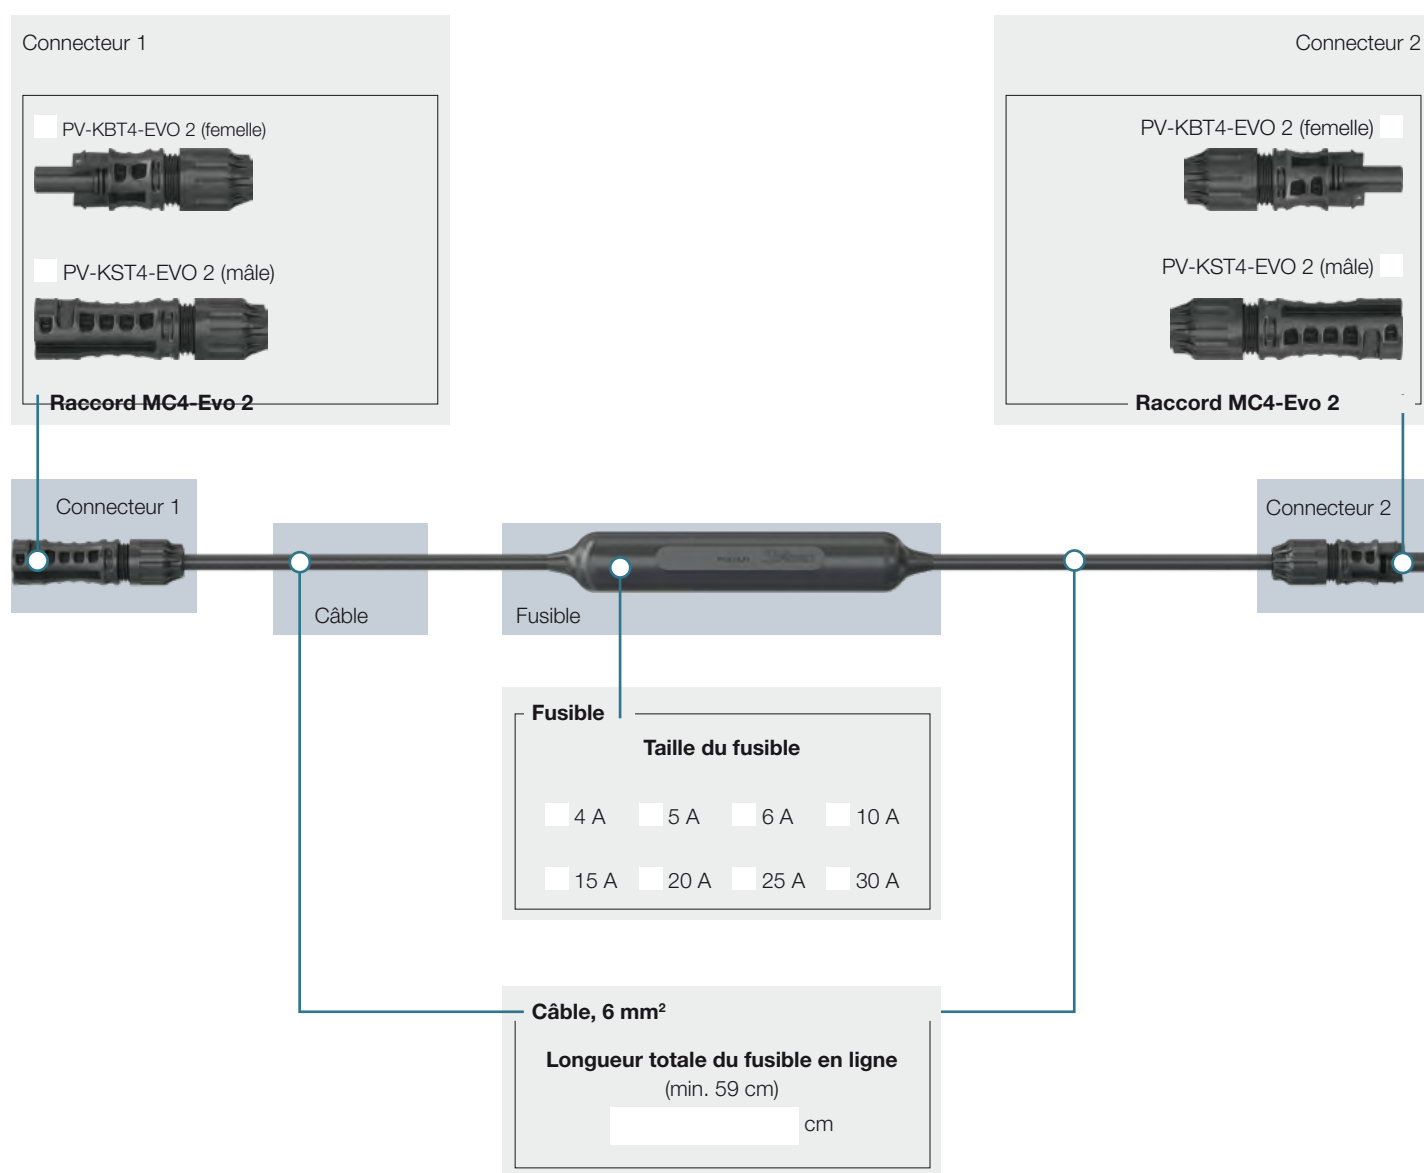 Connecteur 1
PV-KBT4-EVO 2 (femelle)
PV-KST4-EVO 2 (mâle)
Raccord MC4-Evo 2
Connecteur 2
PV-KBT4-EVO 2 (femelle)
PV-KST4-EVO 2 (mâle)
Raccord MC4-Evo 2
Connecteur 1
Câble
Fusible
Connecteur 2
Fusible
Taille du fusible
4 A 5 A 6 A 10 A
15 A 20 A 25 A 30 A
Câble, 6 mm²
Longueur totale du fusible en ligne
(min. 59 cm)
cm